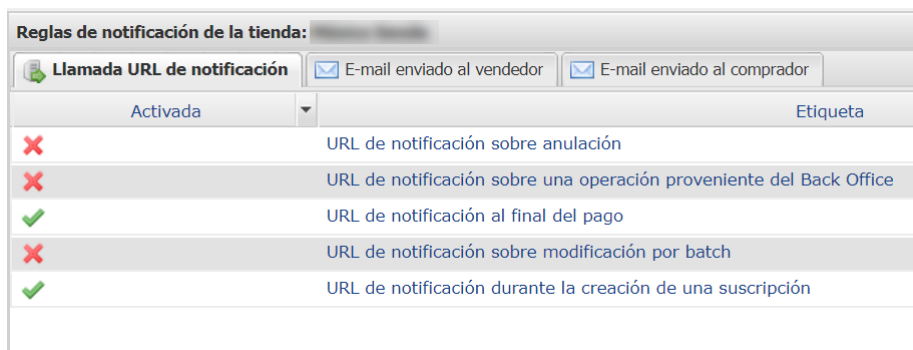 Reglas de notificación de la tienda:
Llamada URL de notificación E-mail enviado al vendedor E-mail enviado al comprador
Activada Etiqueta
URL de notificación sobre anulación
URL de notificación sobre una operación proveniente del Back Office
URL de notificación al final del pago
URL de notificación sobre modificación por batch
URL de notificación durante la creación de una suscripción